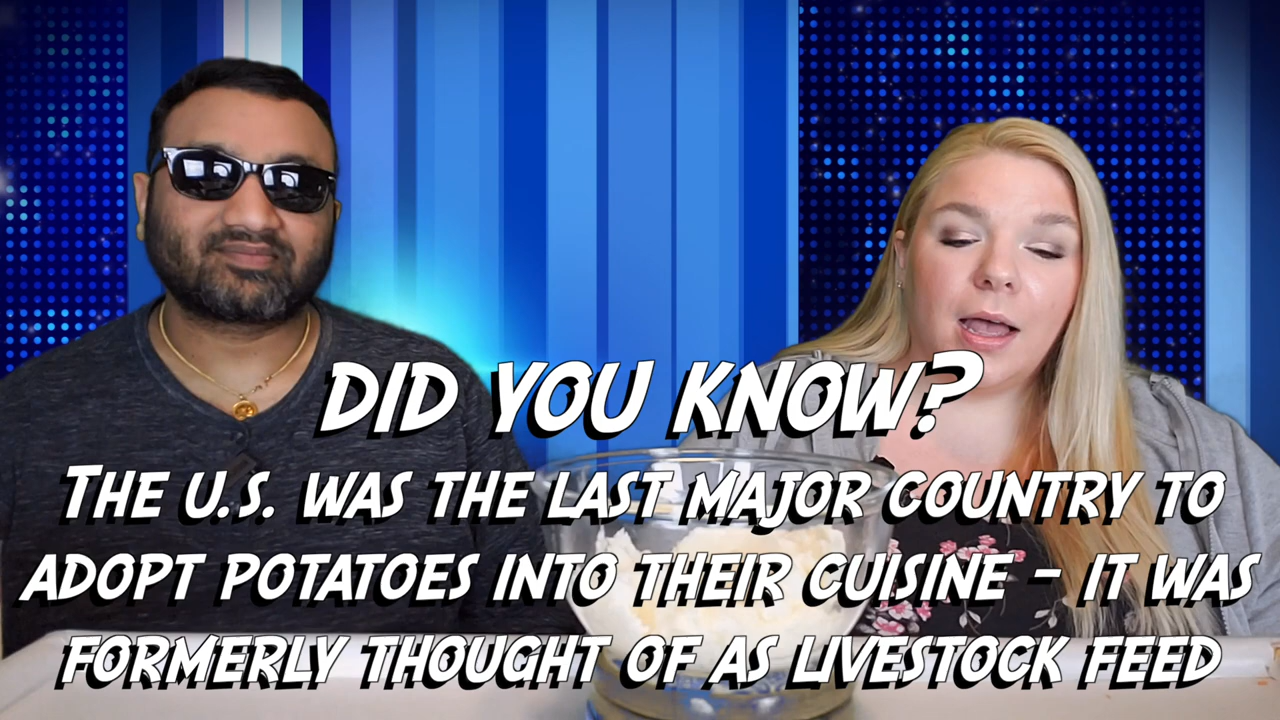 DID YOU KNOW?
THE U.S. WAS THE LAST MAJOR COUNTRY TO
ADOPT POTATOES INTO THEIR CUISINE - IT WAS
FORMERLY THOUGHT OF AS LIVESTOCK FEED